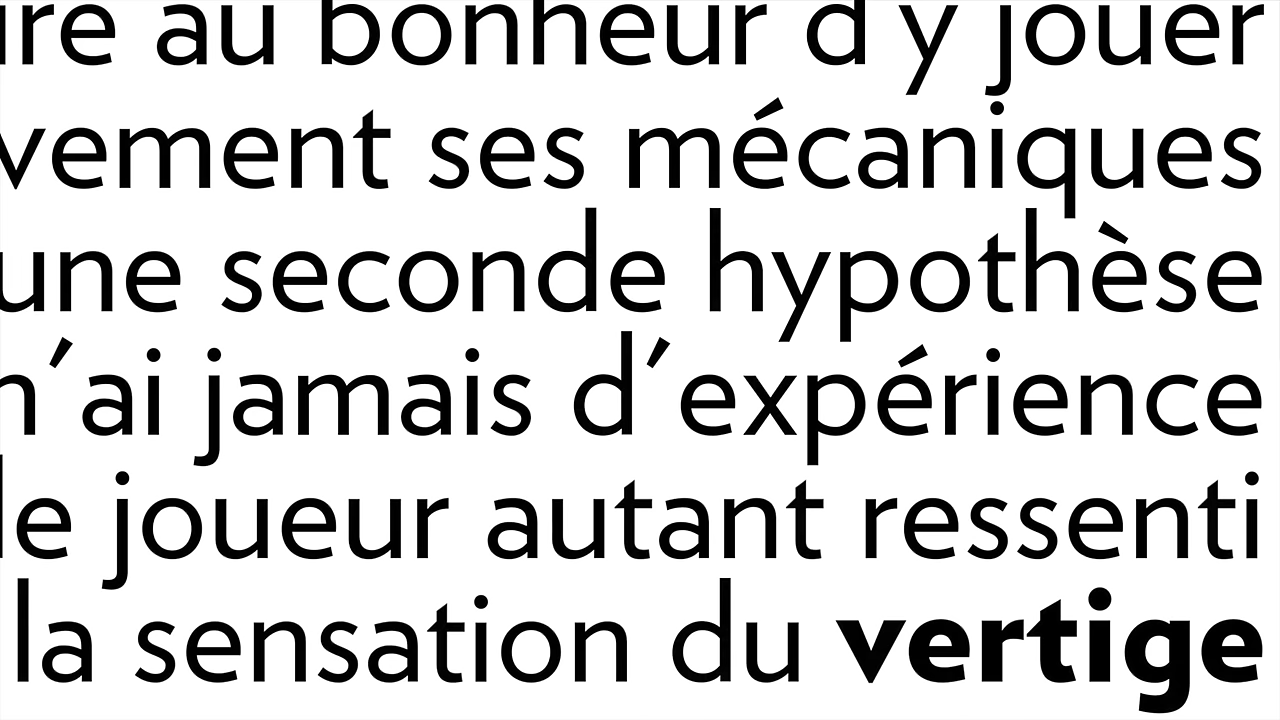 ire au bonheur d'y jouer
vement ses mécaniques
une seconde hypothèse
n'ai jamais d'expérience
le joueur autant ressenti
la sensation du vertige